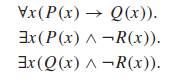 ∀x(P(x) → Q(x)).
∃x(P(x) ∧ ¬R(x)).
∃x(Q(x) ∧ ¬R(x)).